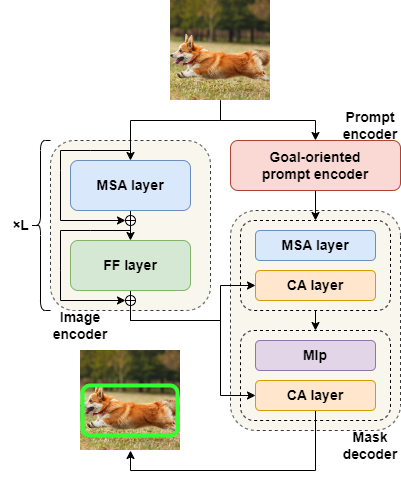 Prompt
encoder
Goal-oriented
prompt encoder
MSA layer
×L
FF layer
Image
encoder
MSA layer
CA layer
Mlp
CA layer
Mask
decoder